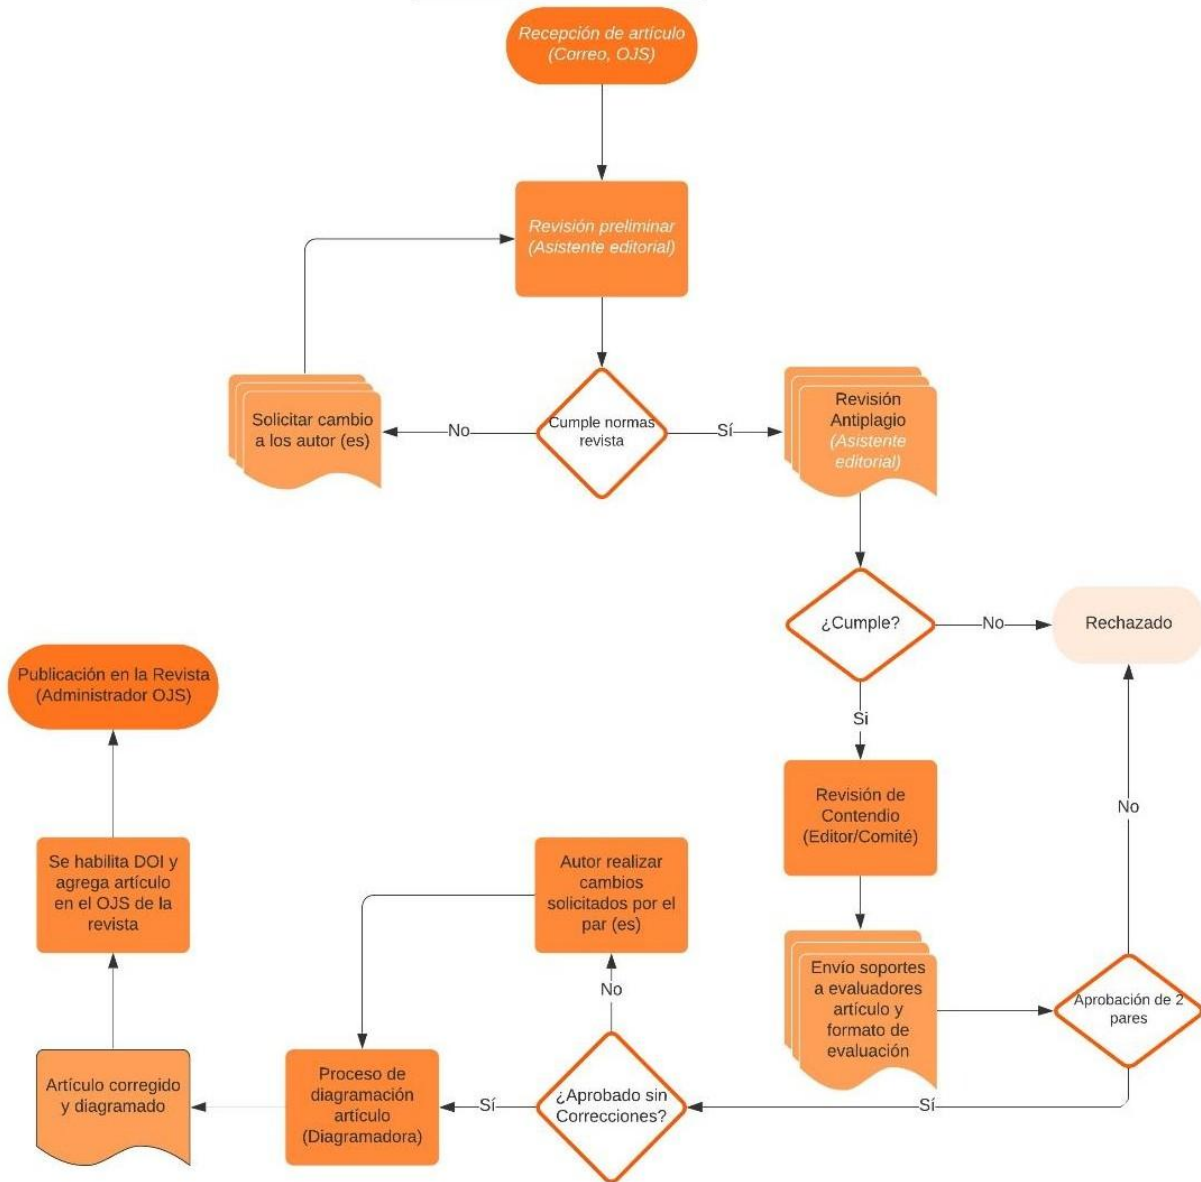 Recepción de artículo
(Correo, OJS)
Revisión preliminar
(Asistente editorial)
Solicitar cambio
a los autor (es)
No
Cumple normas
revista
Sí
Revisión
Antiplagio
(Asistente
editorial)
¿Cumple?
No
Rechazado
Publicación en la Revista
(Administrador OJS)
Si
Revisión de
Contendio
(Editor/Comité)
No
Se habilita DOI y
agrega artículo
en el OJS de la
revista
Autor realizar
cambios
solicitados por el
par (es)
Envío soportes
a evaluadores
artículo y
formato de
evaluación
Aprobación de 2
pares
No
Artículo corregido
y diagramado
Proceso de
diagramación
artículo
(Diagramadora)
Sí
¿Aprobado sin
Correcciones?
Sí